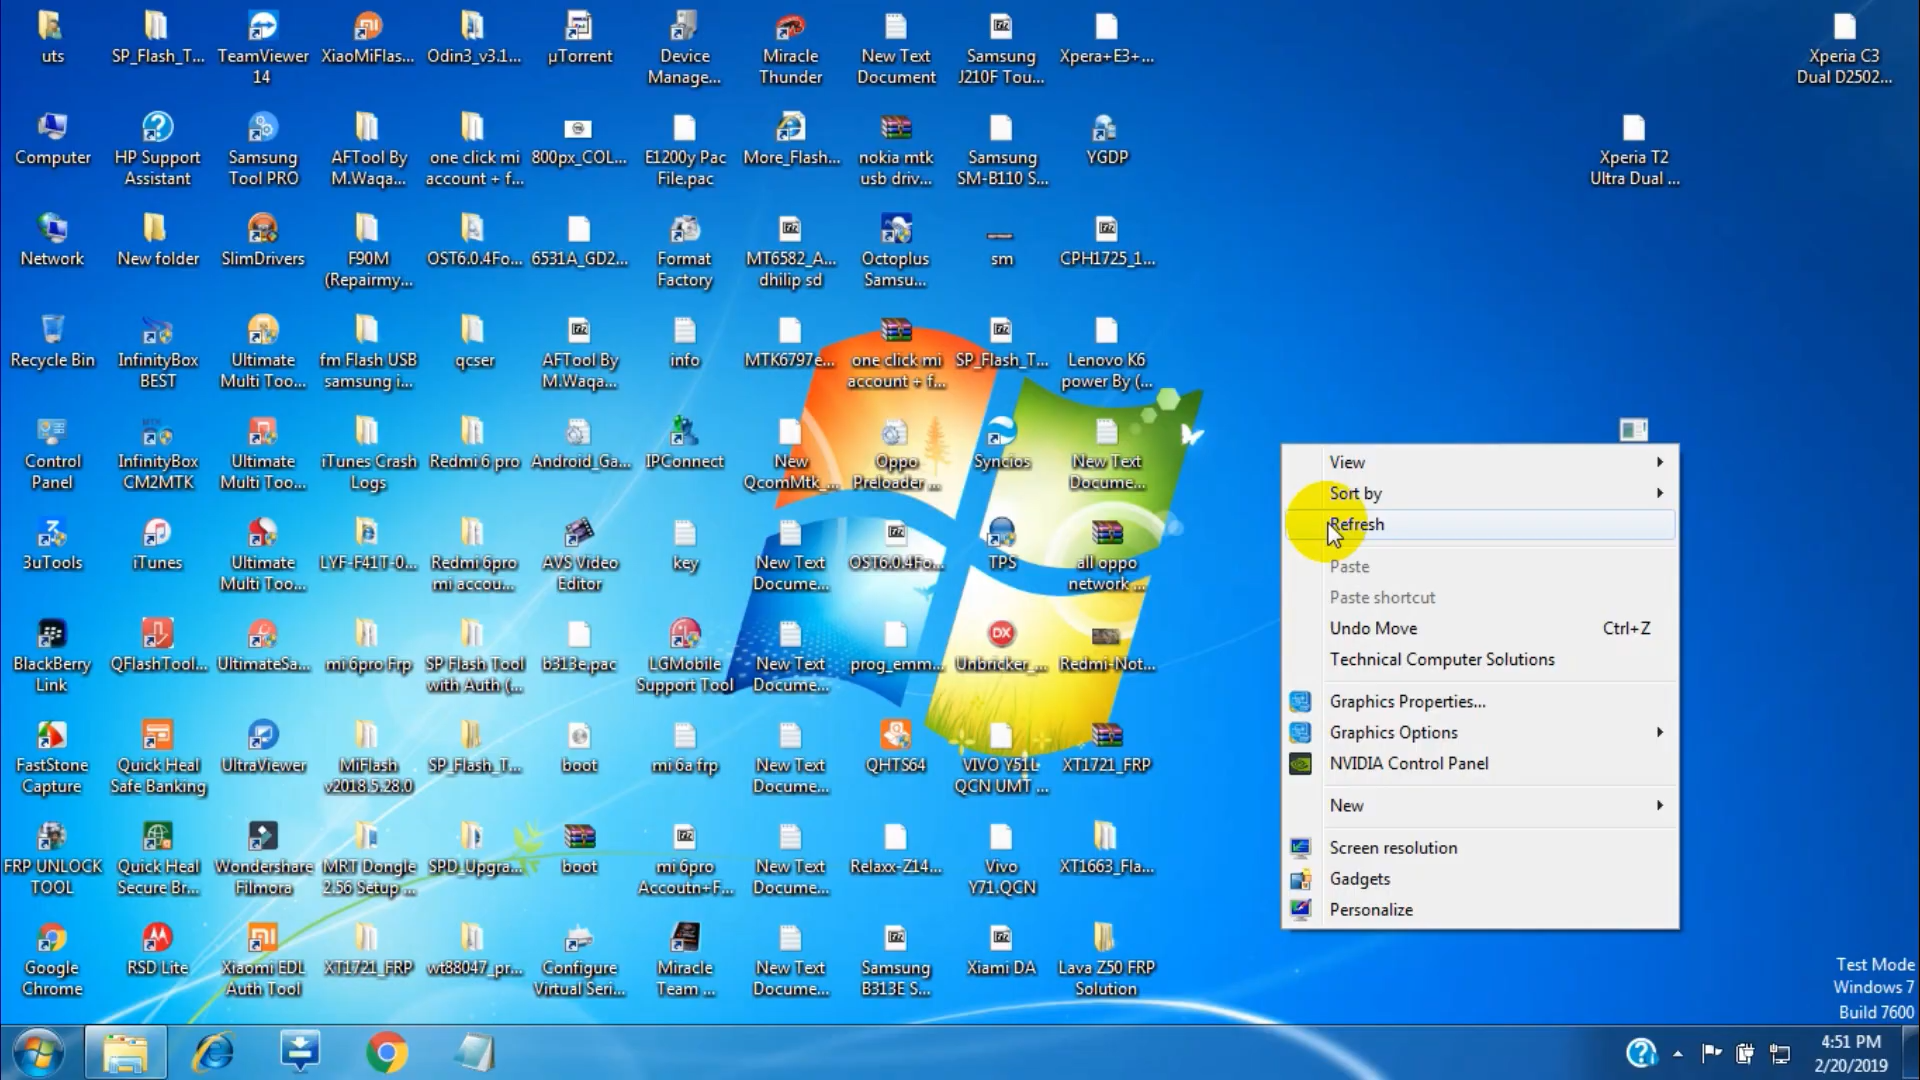 uts
SP_Flash_T...
TeamViewer
14
XiaoMiFlas...
Odin3_v3.1...
µTorrent
Device
Manage...
Miracle
Thunder
New Text
Document
Samsung
J210F Tou...
Xpera+E3+...
Xperia C3
Dual D2502...
Computer
HP Support
Assistant
Samsung
Tool PRO
AFTool By
M.Waqa...
one click mi
account + f...
800px_COL...
E1200y Pac
File.pac
More_Flash...
nokia mtk
usb driv...
Samsung
SM-B110 S...
YGDP
Xperia T2
Ultra Dual ...
Network
New folder
SlimDrivers
F90M
(Repairmy...
OST6.0.4Fo...
6531A_GD2...
Format
Factory
MT6582_A...
dhilip sd
Octoplus
Samsu...
sm
CPH1725_1...
Recycle Bin
InfinityBox
BEST
Ultimate
Multi Too...
fm Flash USB
samsung i...
qcser
AFTool By
M.Waqa...
info
MTK6797e...
one click mi
account + f...
SP_Flash_T...
Lenovo K6
power By (...
Control
Panel
InfinityBox
CM2MTK
Ultimate
Multi Too...
iTunes Crash
Logs
Redmi 6 pro
Android_Ga...
IPConnect
New
QcomMtk_...
Oppo
Preloader ...
Syncios
New Text
Docume...
3uTools
iTunes
Ultimate
Multi Too...
LYF-F41T-0...
Redmi 6pro
mi accou...
AVS Video
Editor
key
New Text
Docume...
OST6.0.4Fo...
TPS
all oppo
network ...
BlackBerry
Link
QFlashTool...
UltimateSa...
mi 6pro Frp
SP Flash Tool
with Auth (...
b313e.pac
LGMobile
Support Tool
New Text
Docume...
prog_emm...
DX
Unbricker_...
Redmi-Not...
FastStone
Capture
Quick Heal
Safe Banking
UltraViewer
MiFlash
v2018.5.28.0
SP_Flash_T...
boot
mi 6a frp
New Text
Docume...
QHTS64
VIVO Y51L
QCN UMT ...
XT1721_FRP
FRP UNLOCK
TOOL
Quick Heal
Secure Br...
Wondershare
Filmora
MRT Dongle
2.56 Setup ...
SPD_Upgra...
boot
mi 6pro
Accoutn+F...
New Text
Docume...
Relaxx-Z14...
Vivo
Y71.QCN
XT1663_Fla...
Google
Chrome
RSD Lite
Xiaomi EDL
Auth Tool
XT1721_FRP
wt88047_pr...
Configure
Virtual Seri...
Miracle
Team ...
New Text
Docume...
Samsung
B313E S...
Xiami DA
Lava Z50 FRP
Solution
View
Sort by
Refresh
Paste
Paste shortcut
Undo Move Ctrl+Z
Technical Computer Solutions
Graphics Properties...
Graphics Options
NVIDIA Control Panel
New
Screen resolution
Gadgets
Personalize
Test Mode
Windows 7
Build 7600
4:51 PM
2/20/2019